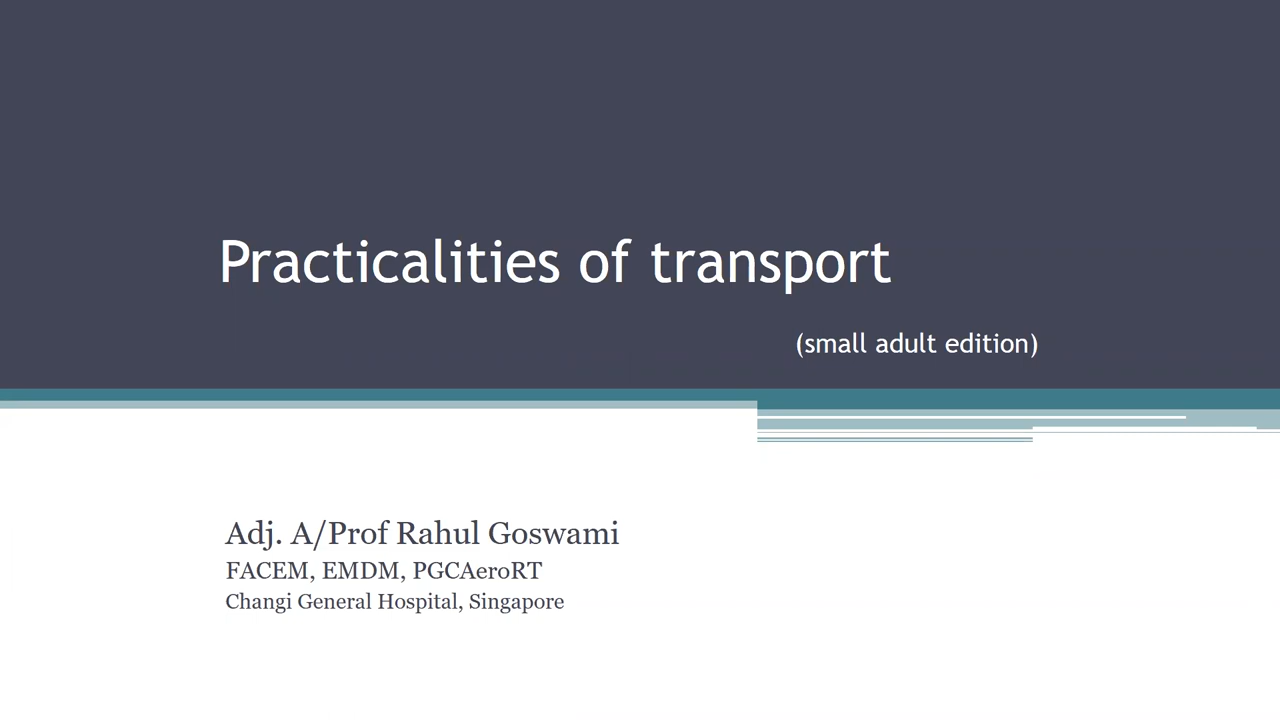 Practicalities of transport
(small adult edition)
Adj. A/Prof Rahul Goswami
FACEM, EMDM, PGCAeroRT
Changi General Hospital, Singapore